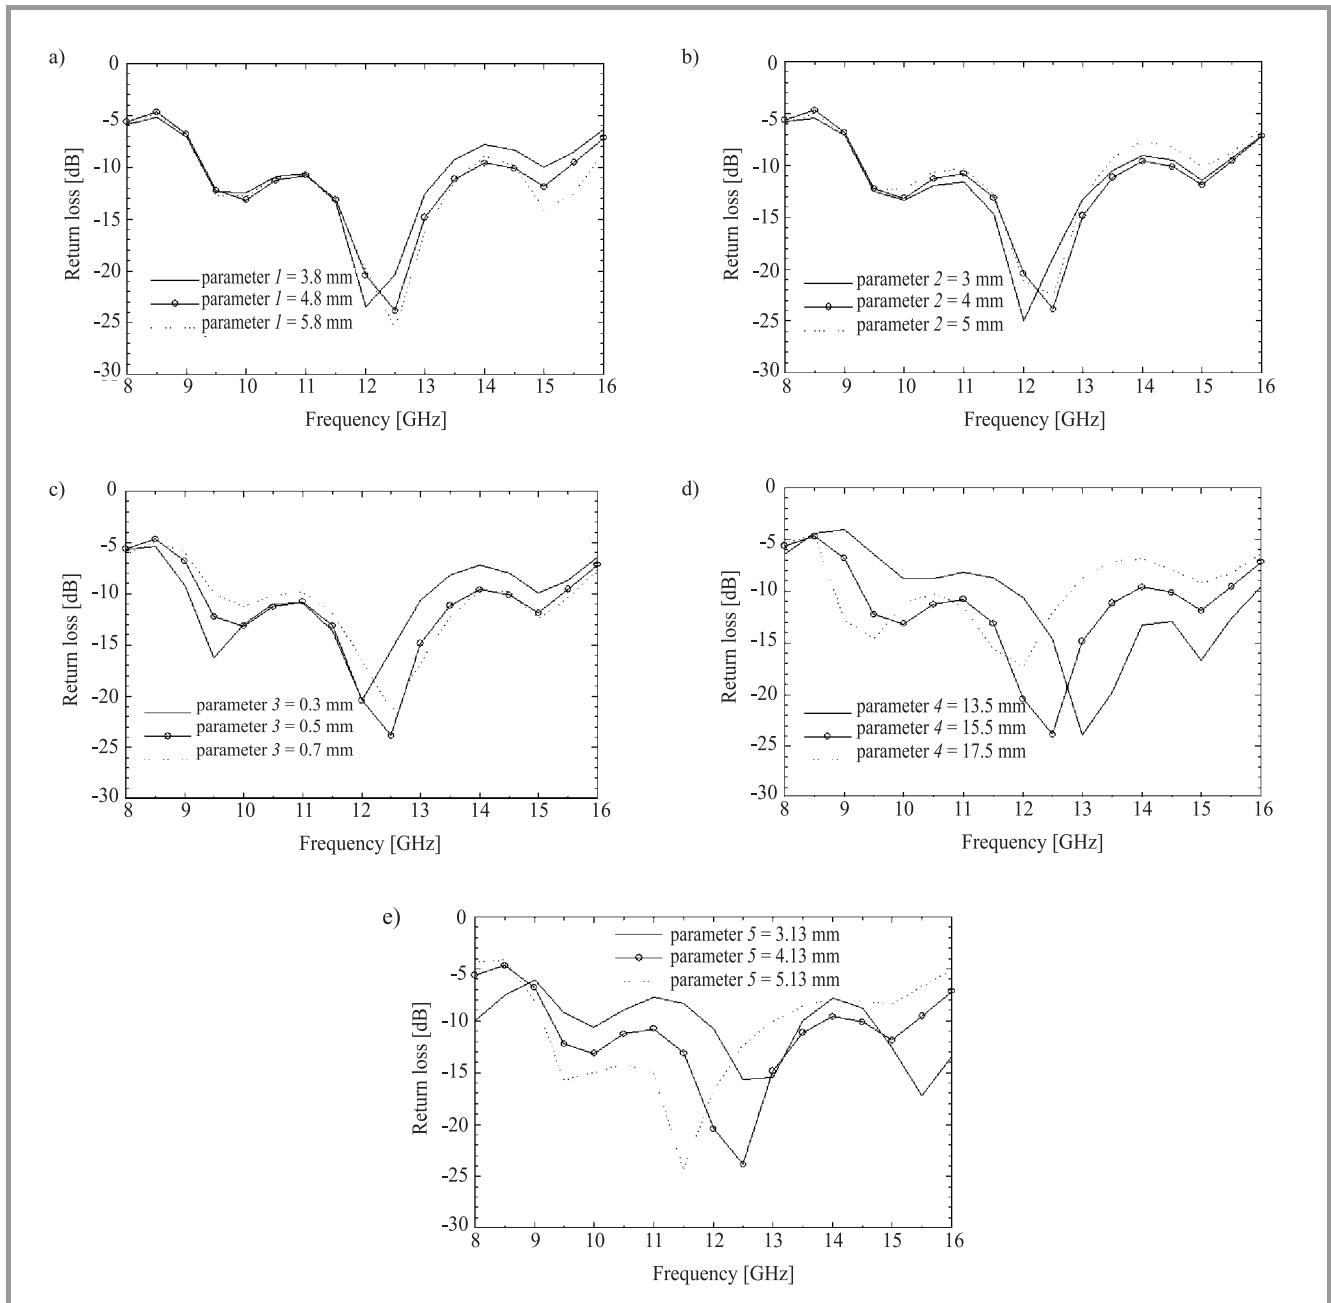 a)
0
-5
-10
-15
-20
-25
-30
Return loss [dB]
parameter 1 = 3.8 mm
parameter 1 = 4.8 mm
parameter 1 = 5.8 mm
8 9 10 11 12 13 14 15 16
Frequency [GHz]
b)
0
-5
-10
-15
-20
-25
-30
Return loss [dB]
parameter 2 = 3 mm
parameter 2 = 4 mm
parameter 2 = 5 mm
8 9 10 11 12 13 14 15 16
Frequency [GHz]
c)
0
-5
-10
-15
-20
-25
-30
Return loss [dB]
parameter 3 = 0.3 mm
parameter 3 = 0.5 mm
parameter 3 = 0.7 mm
8 9 10 11 12 13 14 15 16
Frequency [GHz]
d)
0
-5
-10
-15
-20
-25
-30
Return loss [dB]
parameter 4 = 13.5 mm
parameter 4 = 15.5 mm
parameter 4 = 17.5 mm
8 9 10 11 12 13 14 15 16
Frequency [GHz]
e)
0
-5
-10
-15
-20
-25
-30
Return loss [dB]
parameter 5 = 3.13 mm
parameter 5 = 4.13 mm
parameter 5 = 5.13 mm
8 9 10 11 12 13 14 15 16
Frequency [GHz]